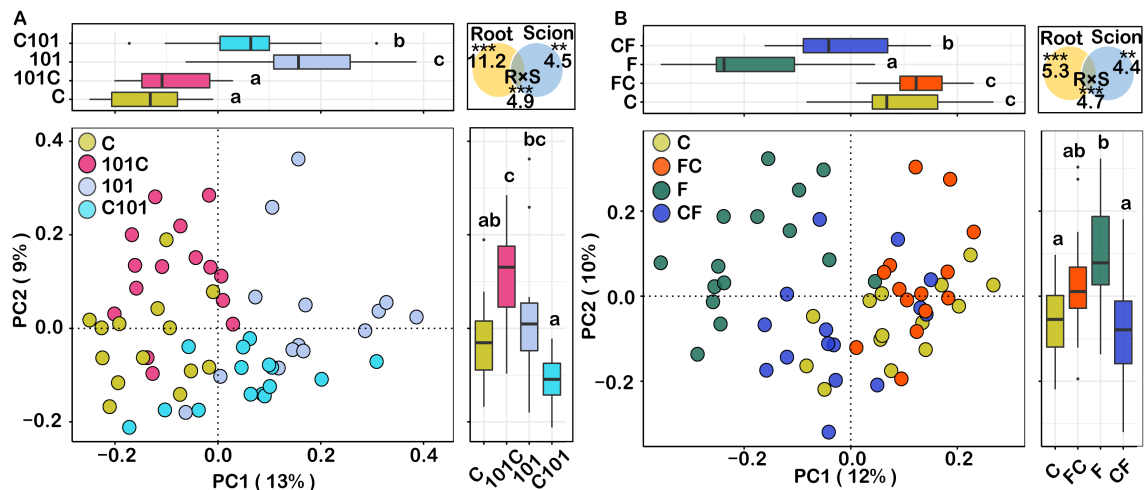 A
C101
101
101C
C
b
c
a
a
Root Scion
***
11.2
**
4.5
R×S
***
4.9
0.4
0.2
0.0
−0.2
PC2 ( 9% )
C
101C
101
C101
−0.2
0.0
0.2
0.4
PC1 ( 13% )
ab
c
bc
a
C
101C
101
C101
B
CF
F
FC
C
b
a
c
c
Root Scion
***
5.3
**
4.4
R×S
***
4.7
0.2
0.0
−0.2
PC2 ( 10% )
C
FC
F
CF
−0.2
0.0
0.2
PC1 ( 12% )
a
ab
b
a
C
FC
F
CF